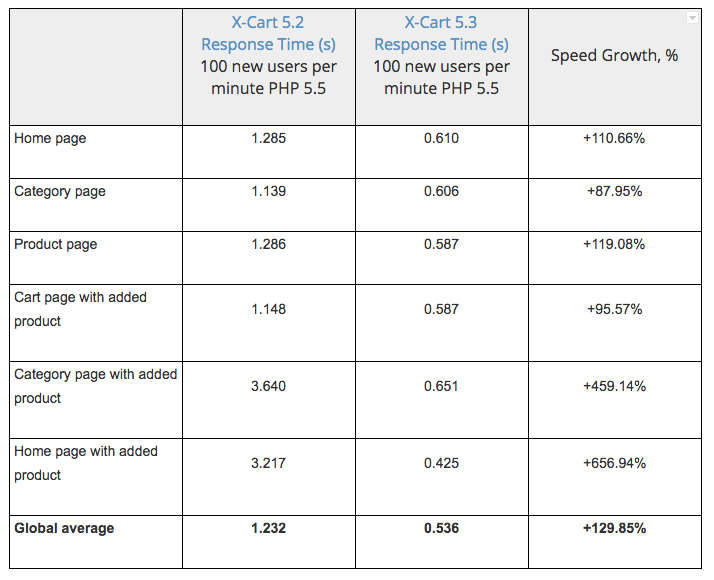 X-Cart 5.2
Response Time (s)
100 new users per
minute PHP 5.5
X-Cart 5.3
Response Time (s)
100 new users per
minute PHP 5.5
Speed Growth, %
Home page 1.285 0.610 +110.66%
Category page 1.139 0.606 +87.95%
Product page 1.286 0.587 +119.08%
Cart page with added
product 1.148 0.587 +95.57%
Category page with added
product 3.640 0.651 +459.14%
Home page with added
product 3.217 0.425 +656.94%
Global average 1.232 0.536 +129.85%